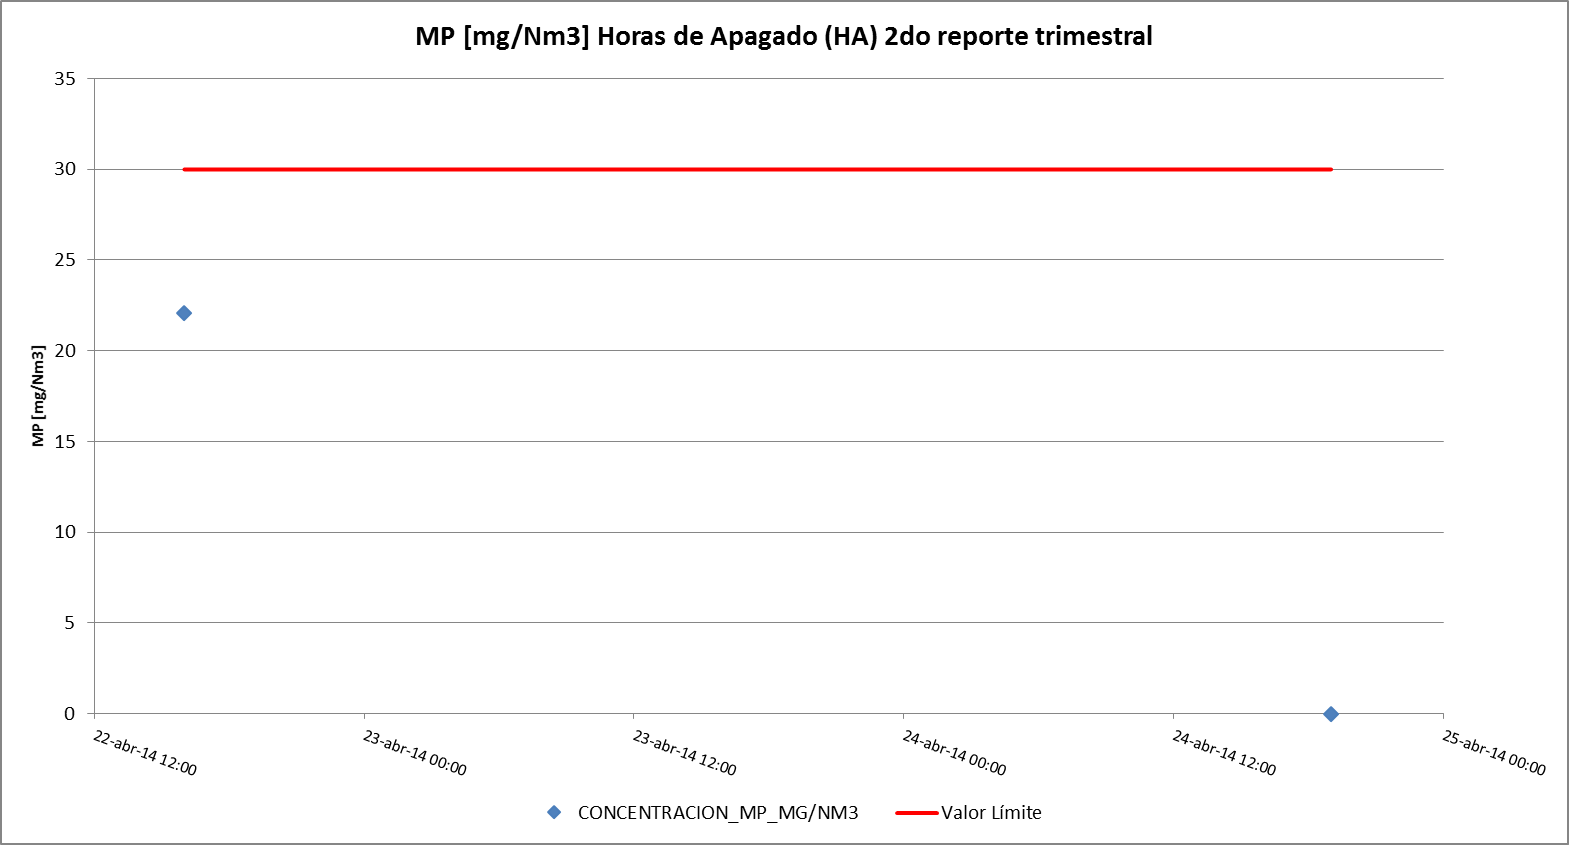 MP [mg/Nm3] Horas de Apagado (HA) 2do reporte trimestral
35
30
25
20
15
10
5
0
MP [mg/Nm3]
22-abr-14 12:00
23-abr-14 00:00
23-abr-14 12:00
24-abr-14 00:00
24-abr-14 12:00
25-abr-14 00:00
CONCENTRACION_MP_MG/NM3
Valor Límite